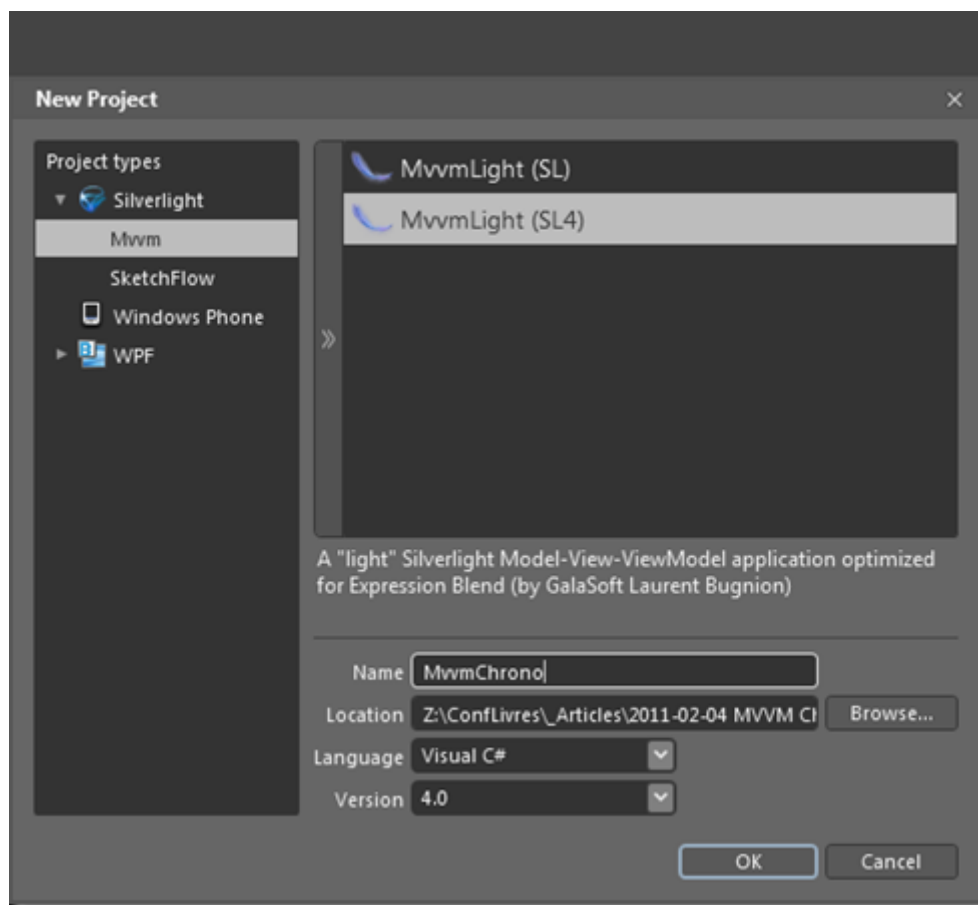 New Project
Project types
Silverlight
Mvvm
SketchFlow
Windows Phone
WPF
MvvmLight (SL)
MvvmLight (SL4)
A "light" Silverlight Model-View-ViewModel application optimized
for Expression Blend (by GalaSoft Laurent Bugnion)
Name MvvmChrono
Location Z:\ConfLivres\_Articles\2011-02-04 MVVM Ch Browse...
Language Visual C#
Version 4.0
OK Cancel